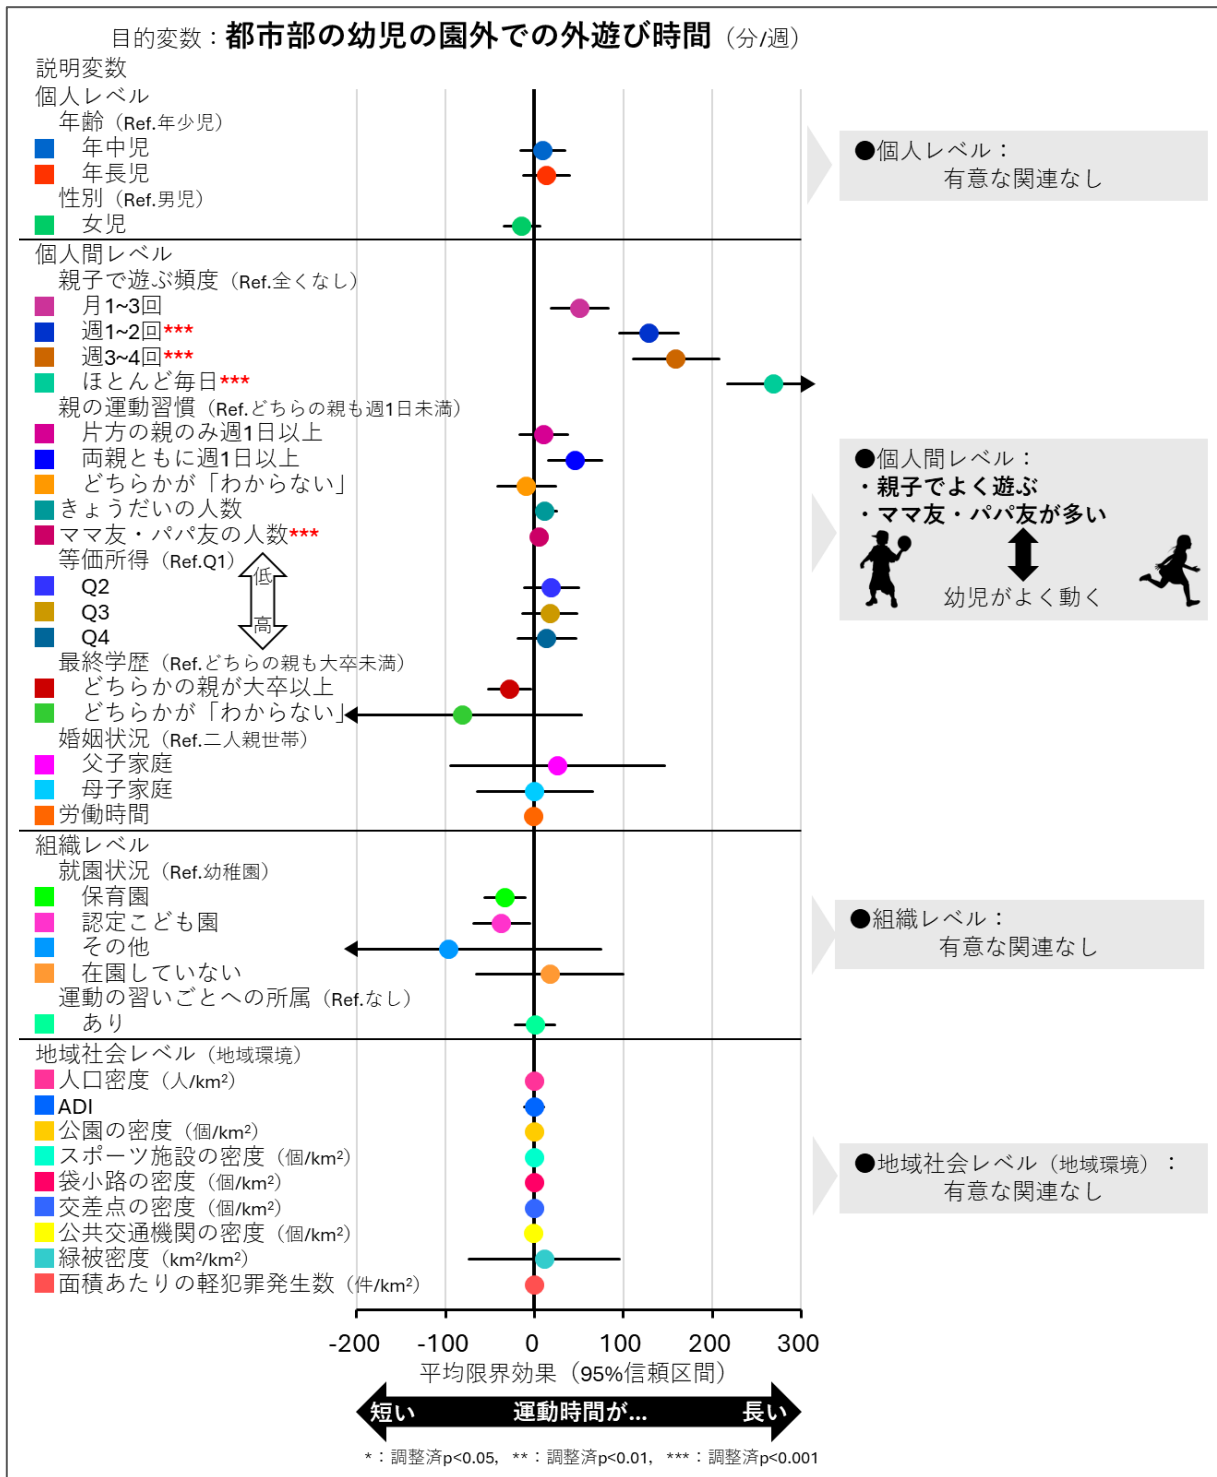 目的変数：都市部の幼児の園外での外遊び時間（分/週）
説明変数
個人レベル
年齢（Ref.年少児）
年中児
年長児
性別（Ref.男児）
女児
●個人レベル：
有意な関連なし
個人間レベル
親子で遊ぶ頻度（Ref.全くなし）
月1~3回
週1~2回***
週3~4回***
ほとんど毎日***
親の運動習慣（Ref.どちらの親も週1日未満）
片方の親のみ週1日以上
両親ともに週1日以上
どちらかが「わからない」
きょうだいの人数
ママ友・パパ友の人数***
等価所得（Ref.Q1）
低
Q2
Q3
高
Q4
最終学歴（Ref.どちらの親も大卒未満）
どちらかの親が大卒以上
どちらかが「わからない」
婚姻状況（Ref.二人親世帯）
父子家庭
母子家庭
労働時間
●個人間レベル：
・親子でよく遊ぶ
・ママ友・パパ友が多い
幼児がよく動く
組織レベル
就園状況（Ref.幼稚園）
保育園
認定こども園
その他
在園していない
運動の習いごとへの所属（Ref.なし）
あり
●組織レベル：
有意な関連なし
地域社会レベル（地域環境）
人口密度（人/km²）
ADI
公園の密度（個/km²）
スポーツ施設の密度（個/km²）
袋小路の密度（個/km²）
交差点の密度（個/km²）
公共交通機関の密度（個/km²）
緑被密度（km²/km²）
面積あたりの軽犯罪発生数（件/km²）
●地域社会レベル（地域環境）：
有意な関連なし
-200 -100 0 100 200 300
平均限界効果（95%信頼区間）
短い 運動時間が... 長い
*：調整済p<0.05, **：調整済p<0.01, ***：調整済p<0.001